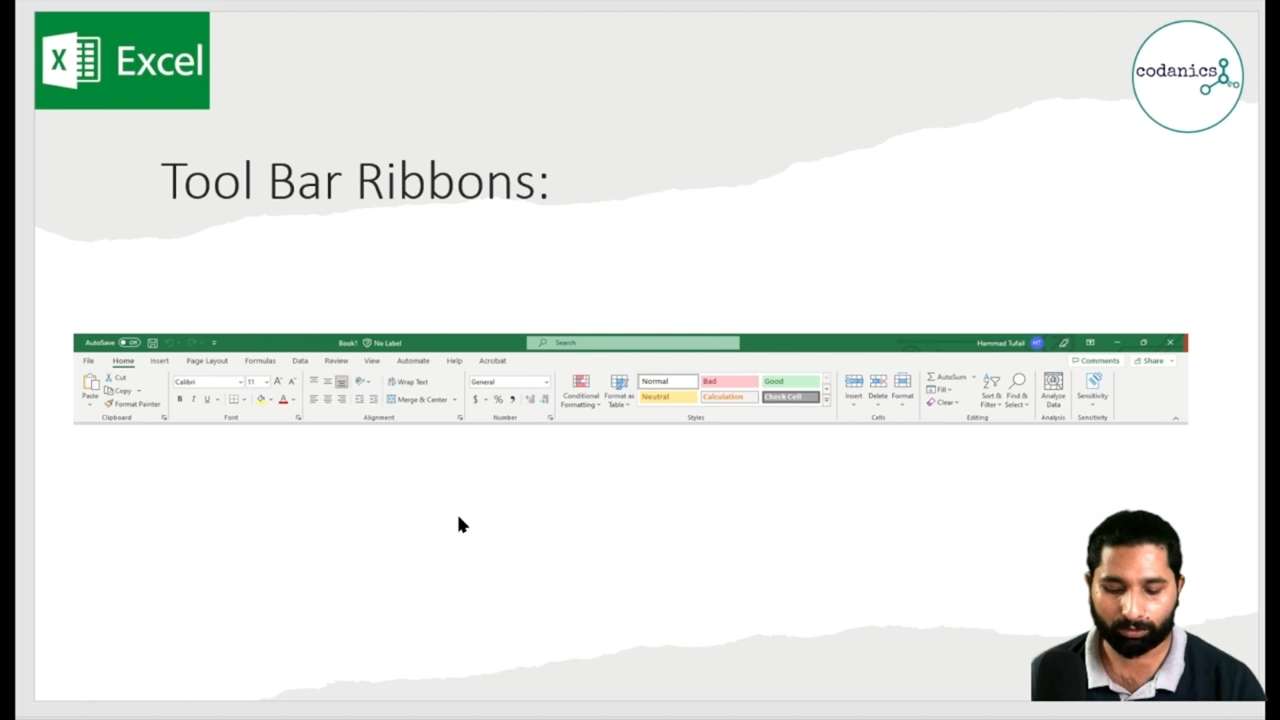 Excel
codanics
Tool Bar Ribbons:
AutoSave Off Book1 No Label Search Hammad Tufail HT
File Home Insert Page Layout Formulas Data Review View Automate Help Acrobat Comments Share
Paste Cut Copy Format Painter
Calibri 11 A A
B I U A
Wrap Text
Merge & Center
General
$ % ,
Conditional Formatting
Format as Table
Normal Bad Good
Neutral Calculation Check Cell
Insert Delete Format
AutoSum
Fill
Clear
Sort & Filter
Find & Select
Analyze Data
Sensitivity
Clipboard Font Alignment Number Styles Cells Editing Analysis Sensitivity